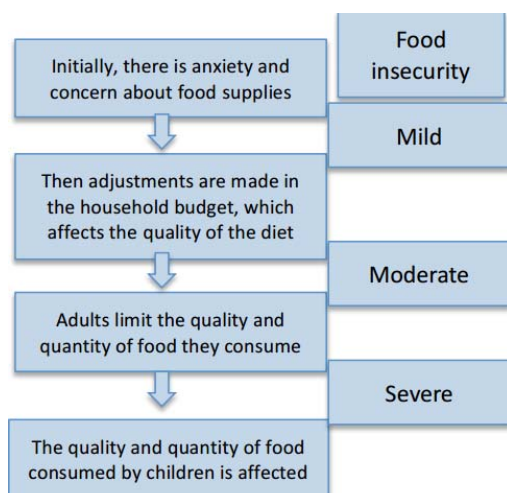 Food
insecurity
Initially, there is anxiety and
concern about food supplies
Mild
Then adjustments are made in
the household budget, which
affects the quality of the diet
Moderate
Adults limit the quality and
quantity of food they consume
Severe
The quality and quantity of food
consumed by children is affected